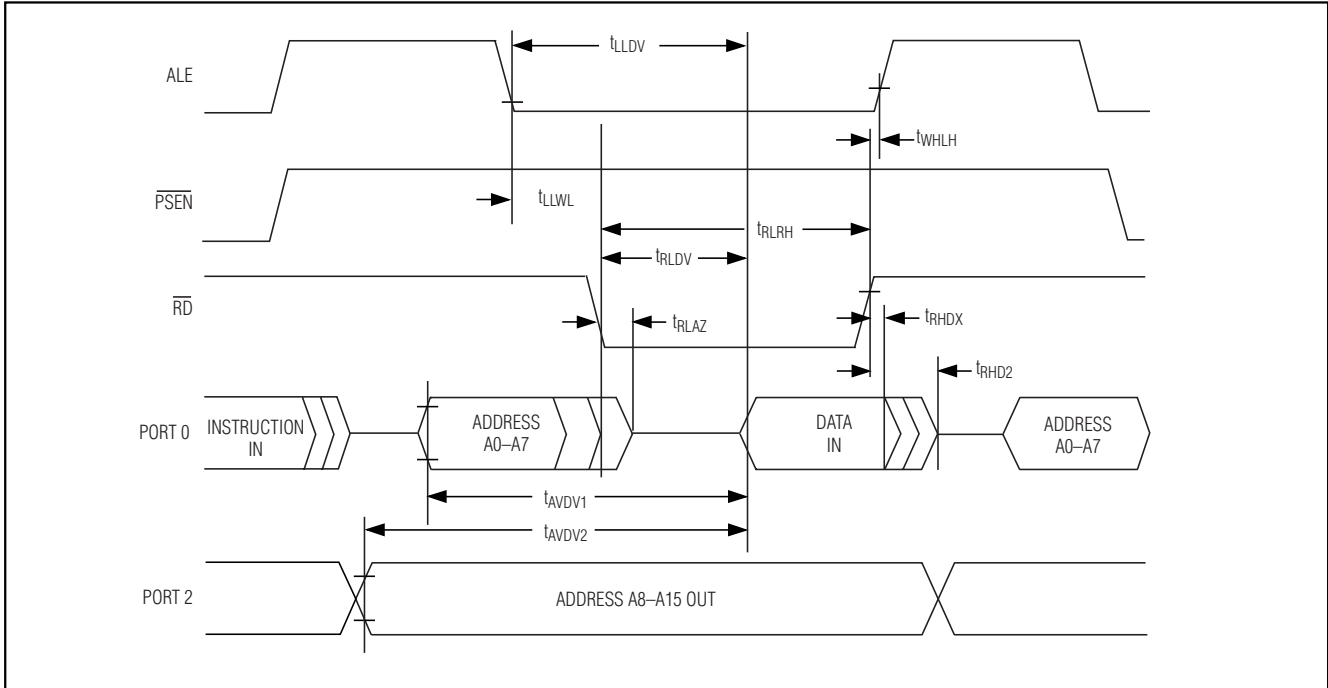 tLLDV
ALE
tWHLH
PSEN
tLLWL
tRLRH
tRLDV
RD
tRLAZ
tRHDX
tRHD2
PORT 0
INSTRUCTION
IN
ADDRESS
A0–A7
DATA
IN
ADDRESS
A0–A7
tAVDV1
tAVDV2
PORT 2
ADDRESS A8–A15 OUT